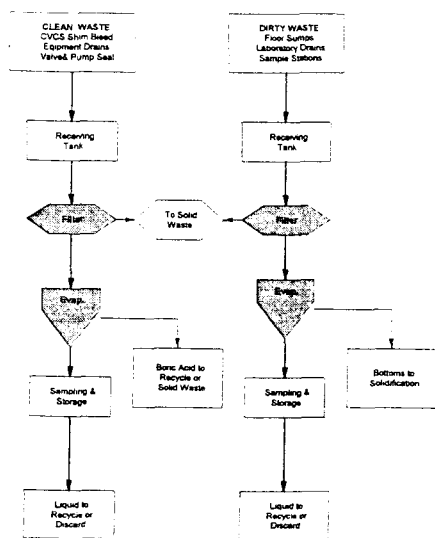 CLEAN WASTE
CVCS Shim Bleed
Equipment Drains
Valve& Pump Seal
DIRTY WASTE
Floor Sumps
Laboratory Drains
Sample Stations
Receiving
Tank
Receiving
Tank
Filter
To Solid
Waste
Filter
Evap.
Evap.
Boric Acid to
Recycle or
Solid Waste
Bottoms to
Solidification
Sampling &
Storage
Sampling &
Storage
Liquid to
Recycle or
Discard
Liquid to
Recycle or
Discard